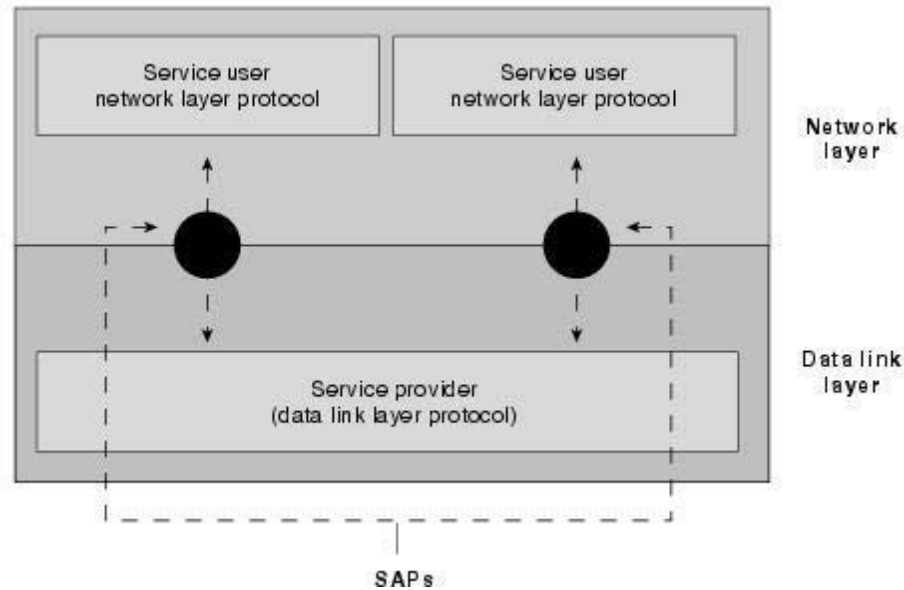 Service user
network layer protocol
Service user
network layer protocol
Network
layer
Service provider
(data link layer protocol)
Data link
layer
SAPs